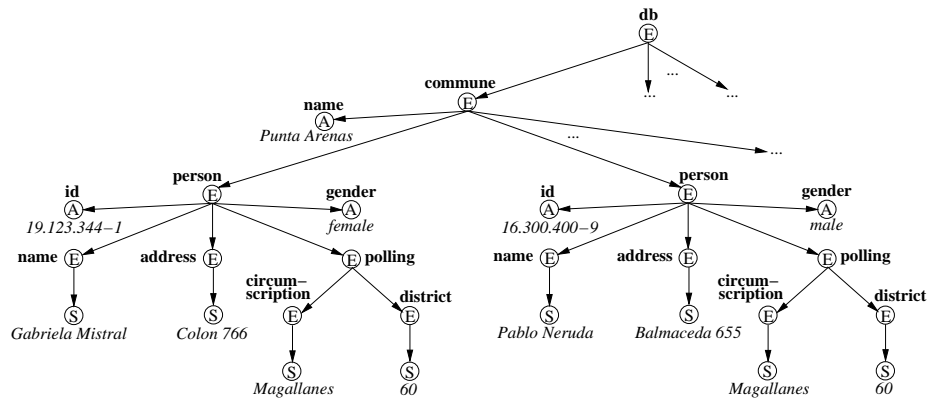 db
E
...
... ...
commune
E
name
A
Punta Arenas
...
...
person
E
id
A
19.123.344−1
gender
A
female
name
E
address
E
E
polling
S
Gabriela Mistral
S
Colon 766
circum−
scription
E
district
E
S
Magallanes
S
60
person
E
id
A
16.300.400−9
gender
A
male
name
E
address
E
E
polling
S
Pablo Neruda
S
Balmaceda 655
circum−
scription
E
district
E
S
Magallanes
S
60